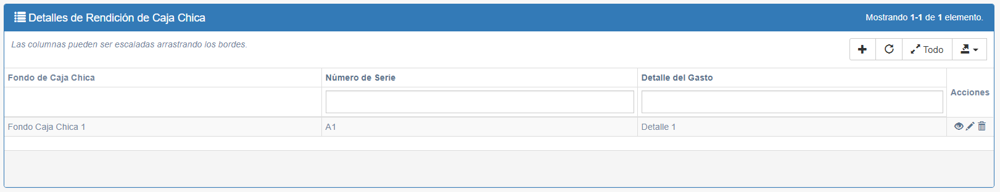 Detalles de Rendición de Caja Chica
Mostrando 1-1 de 1 elemento.
Las columnas pueden ser escaladas arrastrando los bordes.
Todo
Fondo de Caja Chica
Número de Serie
Detalle del Gasto
Acciones
Fondo Caja Chica 1
A1
Detalle 1